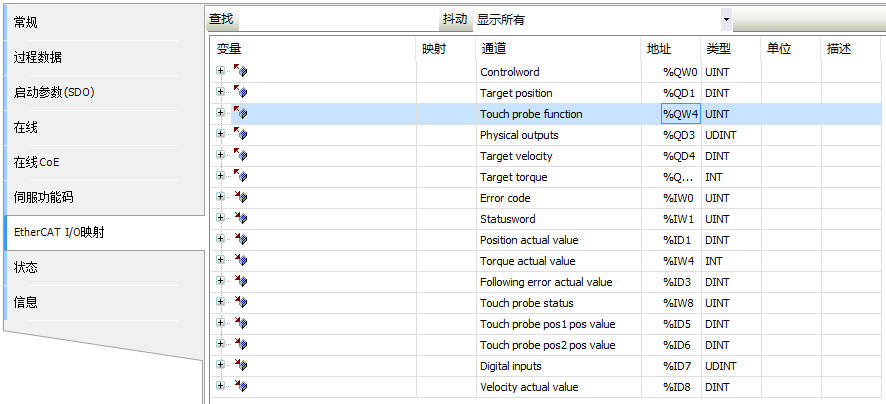 常规
过程数据
启动参数(SDO)
在线
在线CoE
伺服功能码
EtherCAT I/O映射
状态
信息
查找 抖动 显示所有
变量 映射 通道 地址 类型 单位 描述
Controlword %QW0 UINT
Target position %QD1 DINT
Touch probe function %QW4 UINT
Physical outputs %QD3 UDINT
Target velocity %QD4 DINT
Target torque %Q... INT
Error code %IW0 UINT
Statusword %IW1 UINT
Position actual value %ID1 DINT
Torque actual value %IW4 INT
Following error actual value %ID3 DINT
Touch probe status %IW8 UINT
Touch probe pos1 pos value %ID5 DINT
Touch probe pos2 pos value %ID6 DINT
Digital inputs %ID7 UDINT
Velocity actual value %ID8 DINT